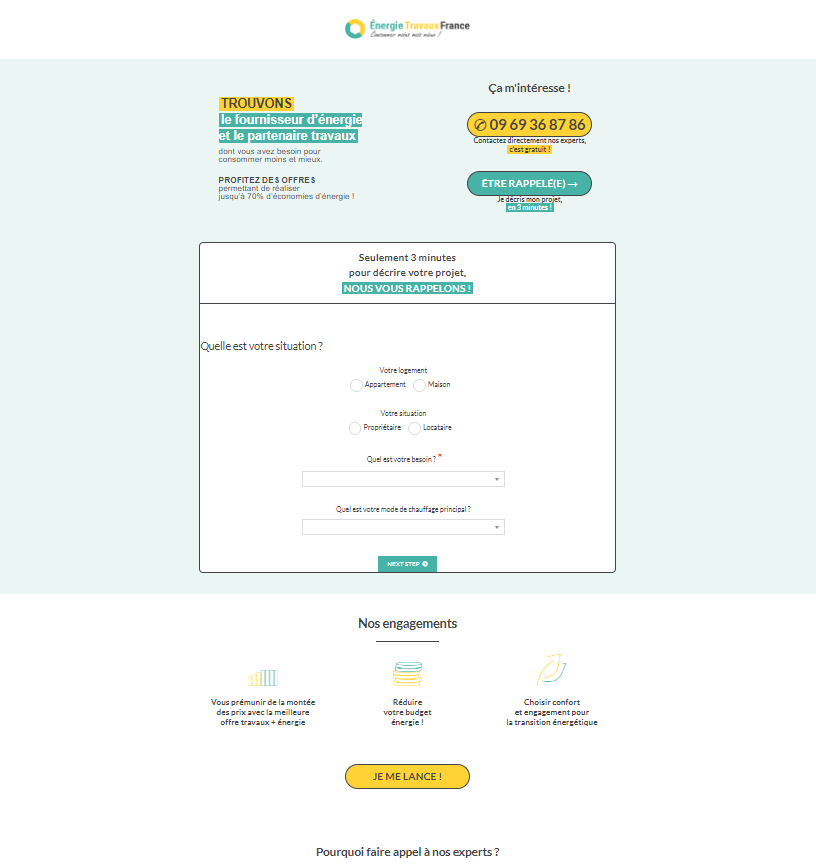 Énergie Travaux France
Consommer moins mais mieux !
TROUVONS
le fournisseur d'énergie
et le partenaire travaux
dont vous avez besoin pour
consommer moins et mieux.
PROFITEZ DES OFFRES
permettant de réaliser
jusqu'à 70% d'économies d'énergie !
Ça m'intéresse !
✆ 09 69 36 87 86
Contactez directement nos experts,
c'est gratuit !
ÊTRE RAPPELÉ(E) →
Je décris mon projet,
en 3 minutes !
Seulement 3 minutes
pour décrire votre projet,
NOUS VOUS RAPPELONS !
Quelle est votre situation ?
Votre logement
Appartement Maison
Votre situation
Propriétaire Locataire
Quel est votre besoin ? *
Quel est votre mode de chauffage principal ?
NEXT STEP
Nos engagements
Vous prémunir de la montée
des prix avec la meilleure
offre travaux + énergie
Réduire
votre budget
énergie !
Choisir confort
et engagement pour
la transition énergétique
JE ME LANCE !
Pourquoi faire appel à nos experts ?